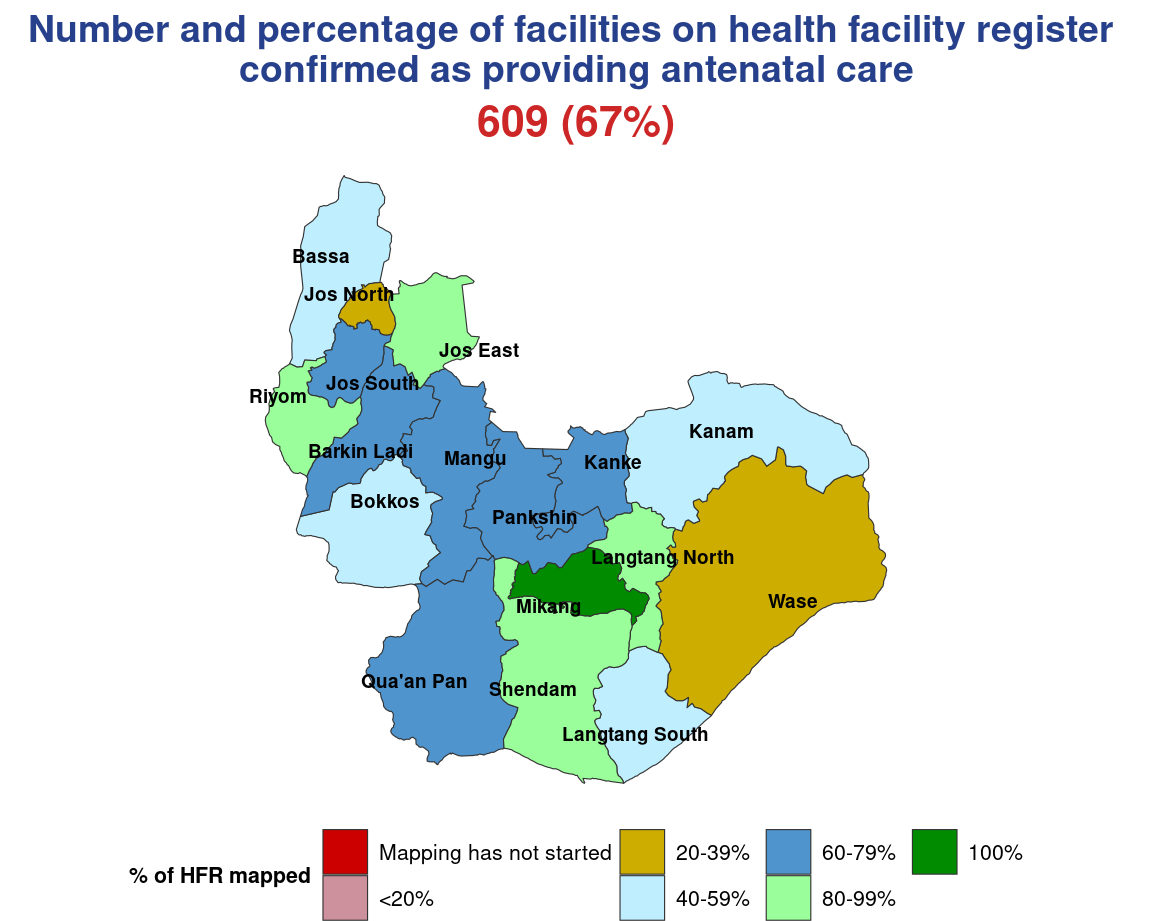 Number and percentage of facilities on health facility register
confirmed as providing antenatal care
609 (67%)
Bassa
Jos North
Jos East
Jos South
Riyom
Kanam
Barkin Ladi
Mangu
Kanke
Bokkos
Pankshin
Langtang North
Wase
Mikang
Qua'an Pan
Shendam
Langtang South
% of HFR mapped
Mapping has not started
<20%
20-39%
40-59%
60-79%
80-99%
100%